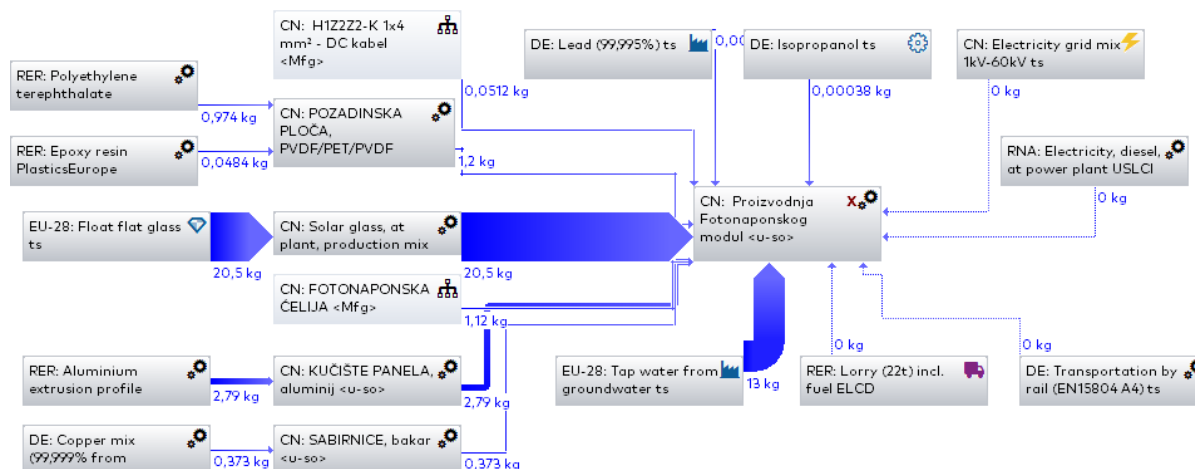 CN: H1Z2Z2-K 1x4
mm² - DC kabel
<Mfg>
DE: Lead (99,995%) ts
0,00
DE: Isopropanol ts
CN: Electricity grid mix
1kV-60kV ts
RER: Polyethylene
terephthalate
0,974 kg
0,0512 kg
0,00038 kg
0 kg
CN: POZADINSKA
PLOČA,
PVDF/PET/PVDF
RER: Epoxy resin
PlasticsEurope
0,0484 kg
1,2 kg
RNA: Electricity, diesel,
at power plant USLCI
0 kg
CN: Proizvodnja
Fotonaponskog
modul <u-so>
X
EU-28: Float flat glass
ts
20,5 kg
CN: Solar glass, at
plant, production mix
20,5 kg
CN: FOTONAPONSKA
ĆELIJA <Mfg>
1,12 kg
RER: Aluminium
extrusion profile
2,79 kg
CN: KUČIŠTE PANELA,
aluminij <u-so>
2,79 kg
EU-28: Tap water from
groundwater ts
13 kg
0 kg
RER: Lorry (22t) incl.
fuel ELCD
0 kg
DE: Transportation by
rail (EN15804 A4) ts
DE: Copper mix
(99,999% from
0,373 kg
CN: SABIRNICE, bakar
<u-so>
0,373 kg